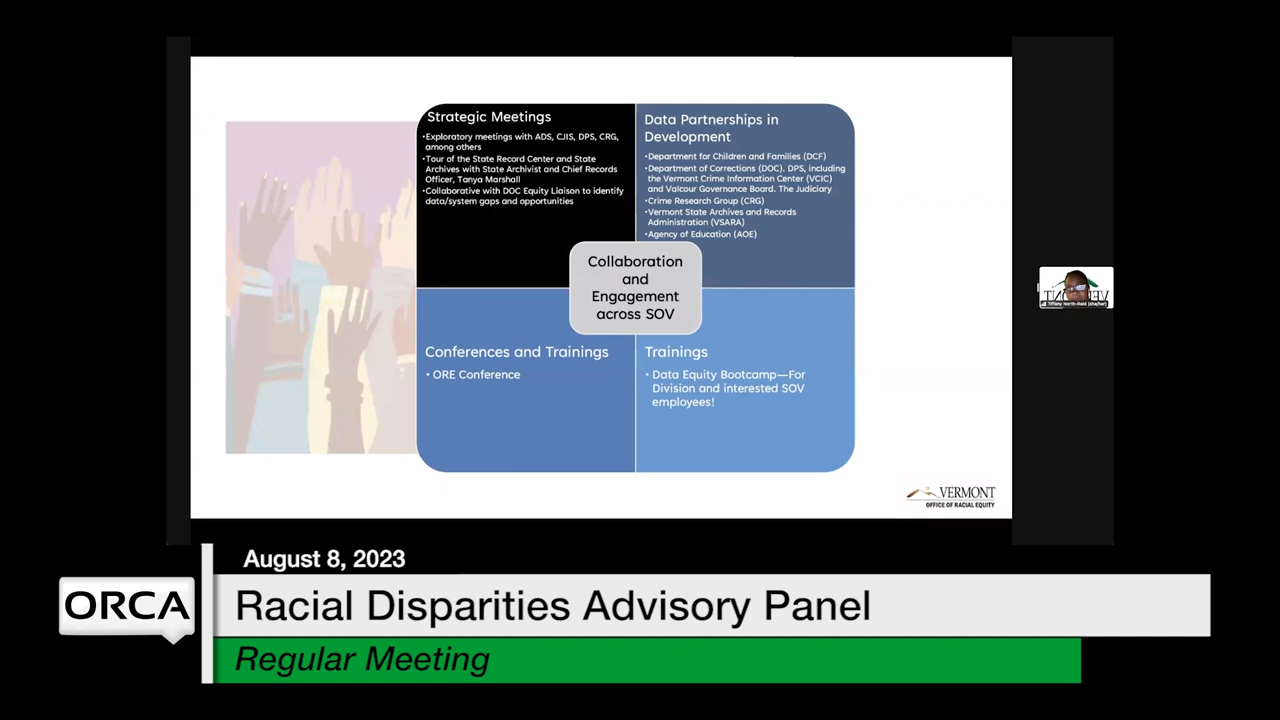 Strategic Meetings
•Exploratory meetings with ADS, CJIS, DPS, CRG,
among others
•Tour of the State Record Center and State
Archives with State Archivist and Chief Records
Officer, Tanya Marshall
•Collaborative with DOC Equity Liaison to identify
data/system gaps and opportunities
Data Partnerships in
Development
•Department for Children and Families (DCF)
•Department of Corrections (DOC). DPS, including
the Vermont Crime Information Center (VCIC)
and Valcour Governance Board. The Judiciary
•Crime Research Group (CRG)
•Vermont State Archives and Records
Administration (VSARA)
•Agency of Education (AOE)
Collaboration
and
Engagement
across SOV
Conferences and Trainings
• ORE Conference
Trainings
• Data Equity Bootcamp—For
Division and interested SOV
employees!
VERMONT
OFFICE OF RACIAL EQUITY
Tiffany North-Reid (she/her)
August 8, 2023
ORCA
Racial Disparities Advisory Panel
Regular Meeting